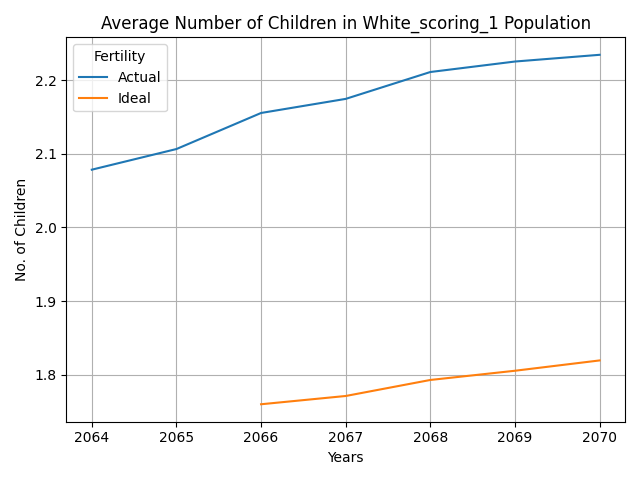 Average Number of Children in White_scoring_1 Population
Fertility
Actual
Ideal
No. of Children
2.2
2.1
2.0
1.9
1.8
2064 2065 2066 2067 2068 2069 2070
Years